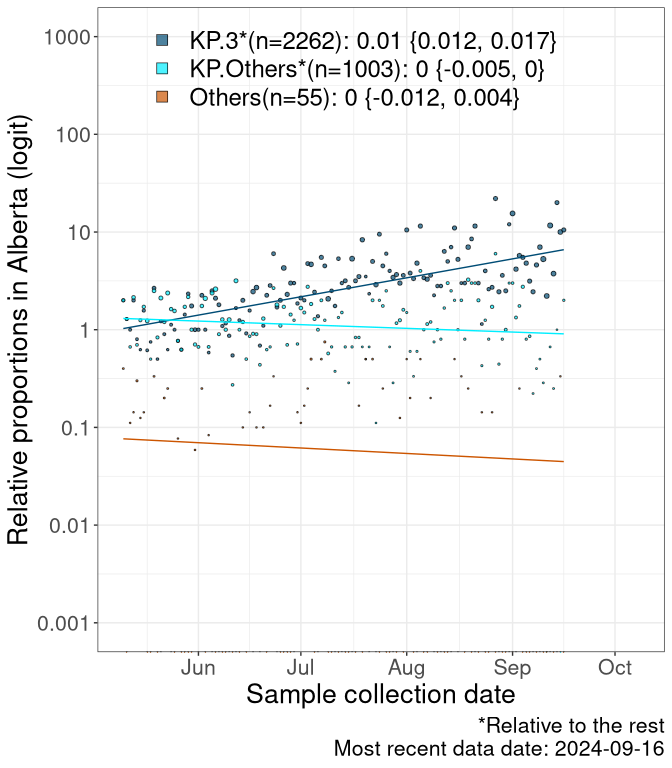 KP.3*(n=2262): 0.01 {0.012, 0.017}
KP.Others*(n=1003): 0 {-0.005, 0}
Others(n=55): 0 {-0.012, 0.004}
Relative proportions in Alberta (logit)
1000
100
10
1
0.1
0.01
0.001
Jun Jul Aug Sep Oct
Sample collection date
*Relative to the rest
Most recent data date: 2024-09-16